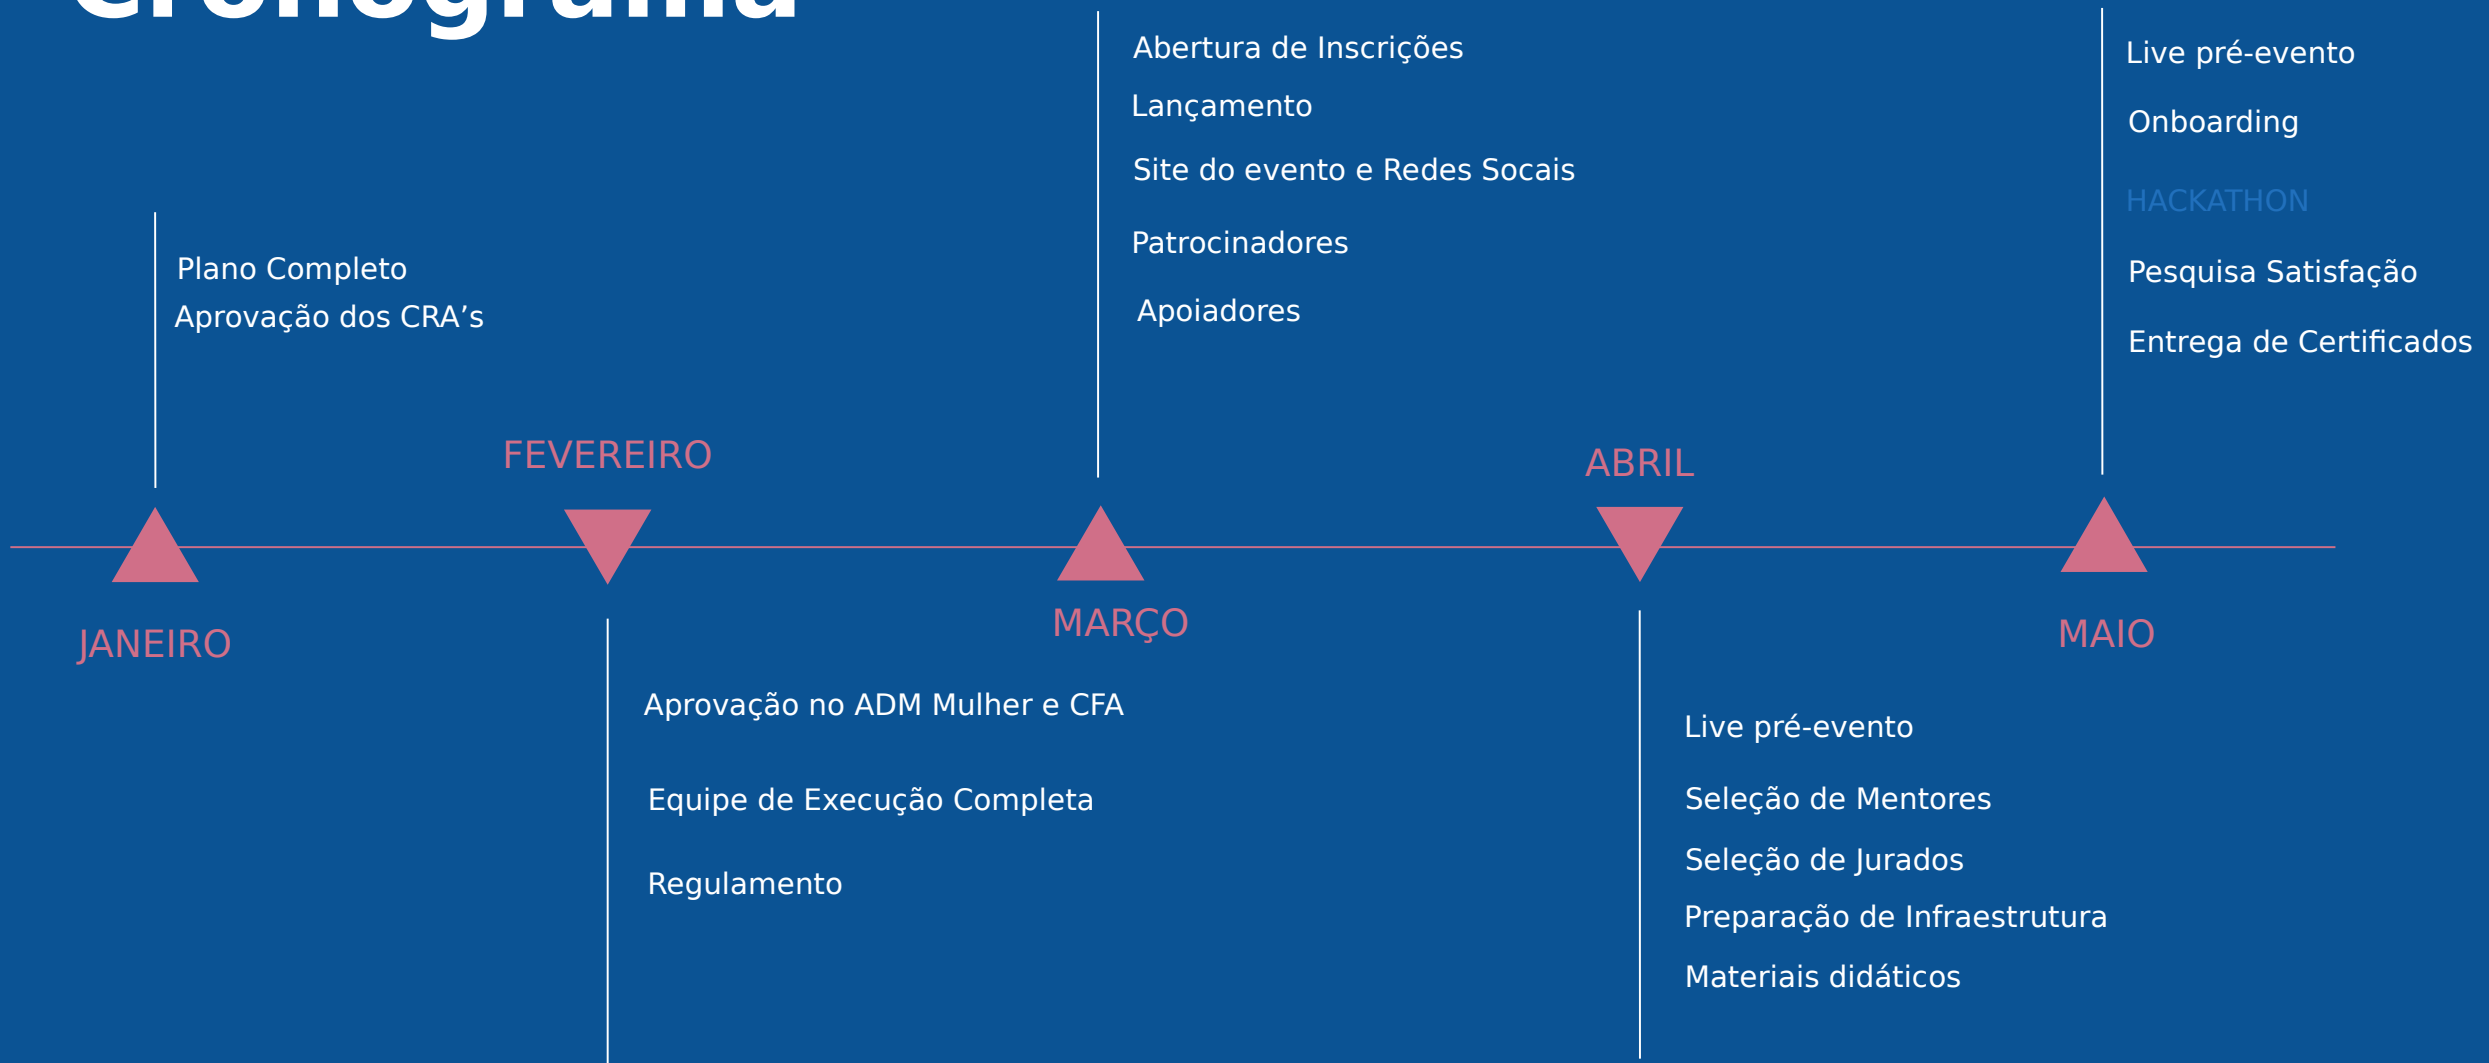 Cronograma
JANEIRO
Plano Completo
Aprovação dos CRA’s
FEVEREIRO
Aprovação no ADM Mulher e CFA
Equipe de Execução Completa
Regulamento
MARÇO
Abertura de Inscrições
Lançamento
Site do evento e Redes Socais
Patrocinadores
Apoiadores
ABRIL
Live pré-evento
Seleção de Mentores
Seleção de Jurados
Preparação de Infraestrutura
Materiais didáticos
MAIO
Live pré-evento
Onboarding
HACKATHON
Pesquisa Satisfação
Entrega de Certificados